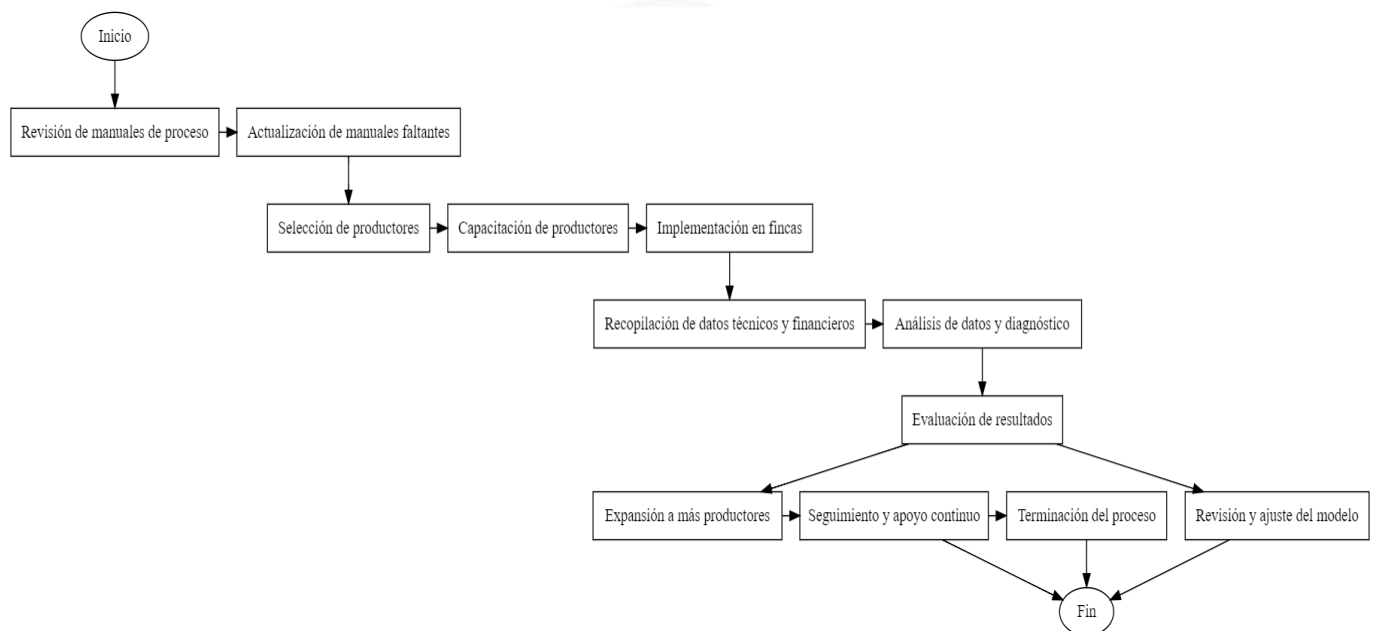 Inicio
Revisión de manuales de proceso
Actualización de manuales faltantes
Selección de productores
Capacitación de productores
Implementación en fincas
Recopilación de datos técnicos y financieros
Análisis de datos y diagnóstico
Evaluación de resultados
Expansión a más productores
Seguimiento y apoyo continuo
Terminación del proceso
Revisión y ajuste del modelo
Fin